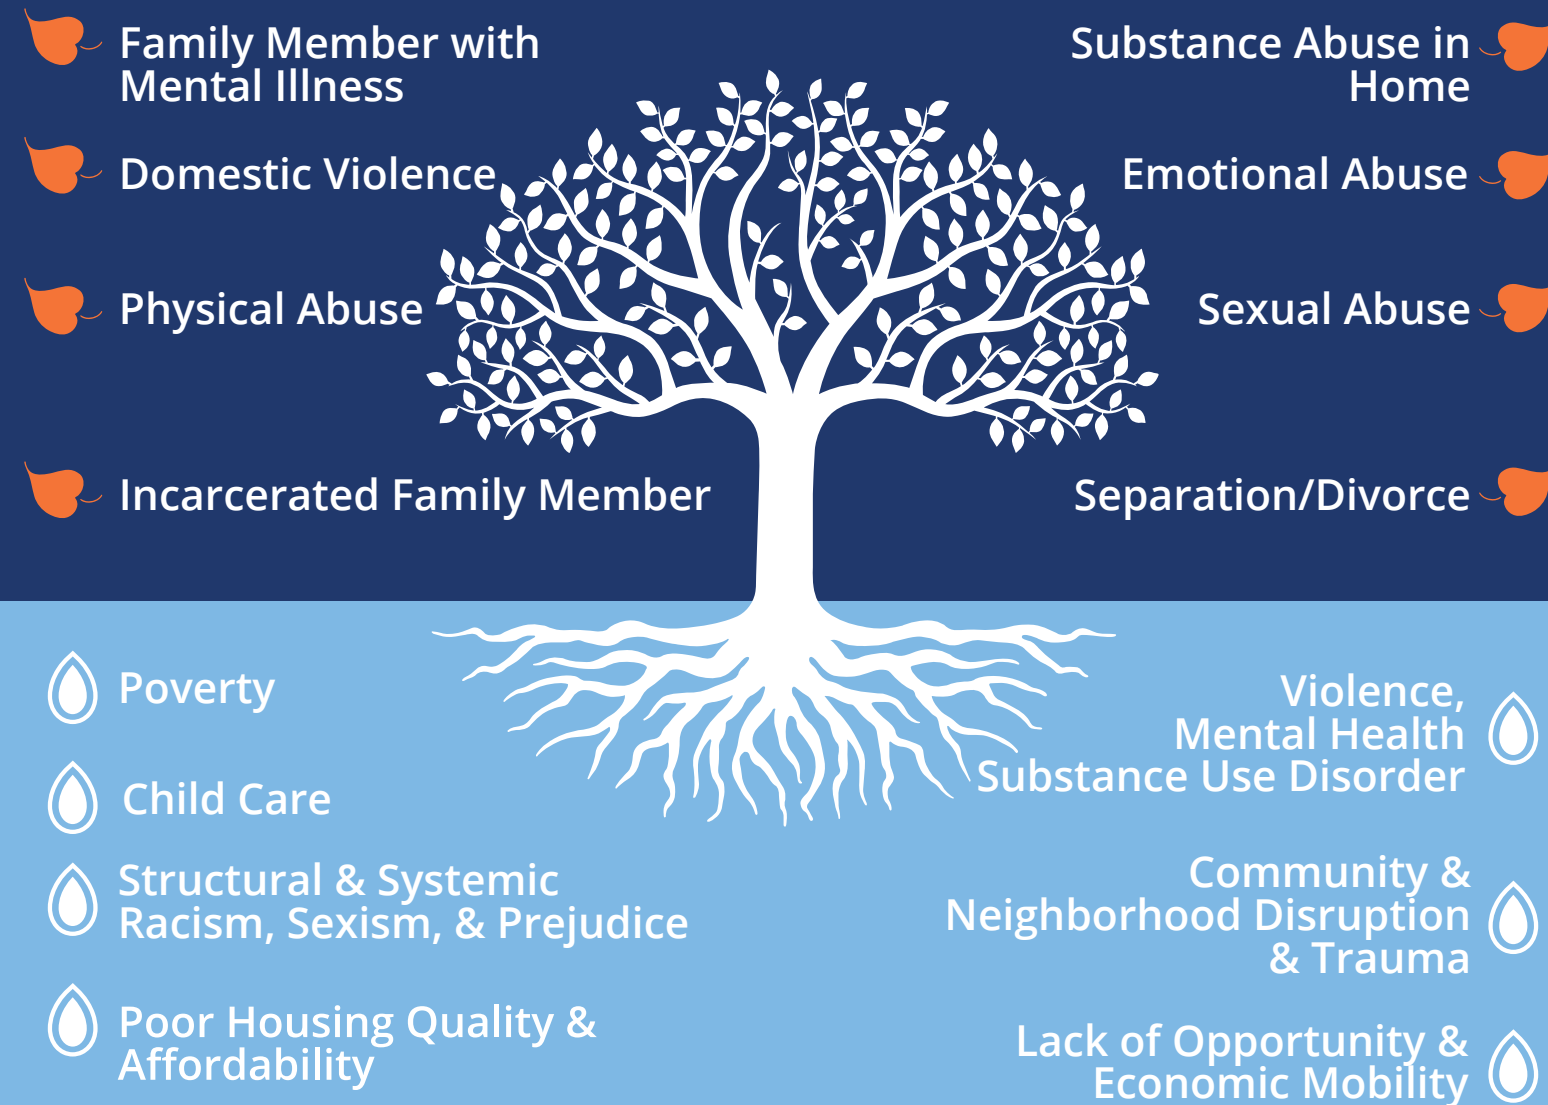 Family Member with
Mental Illness
Domestic Violence
Physical Abuse
Incarcerated Family Member
Substance Abuse in
Home
Emotional Abuse
Sexual Abuse
Separation/Divorce
Poverty
Child Care
Structural & Systemic
Racism, Sexism, & Prejudice
Poor Housing Quality &
Affordability
Violence,
Mental Health
Substance Use Disorder
Community &
Neighborhood Disruption
& Trauma
Lack of Opportunity &
Economic Mobility